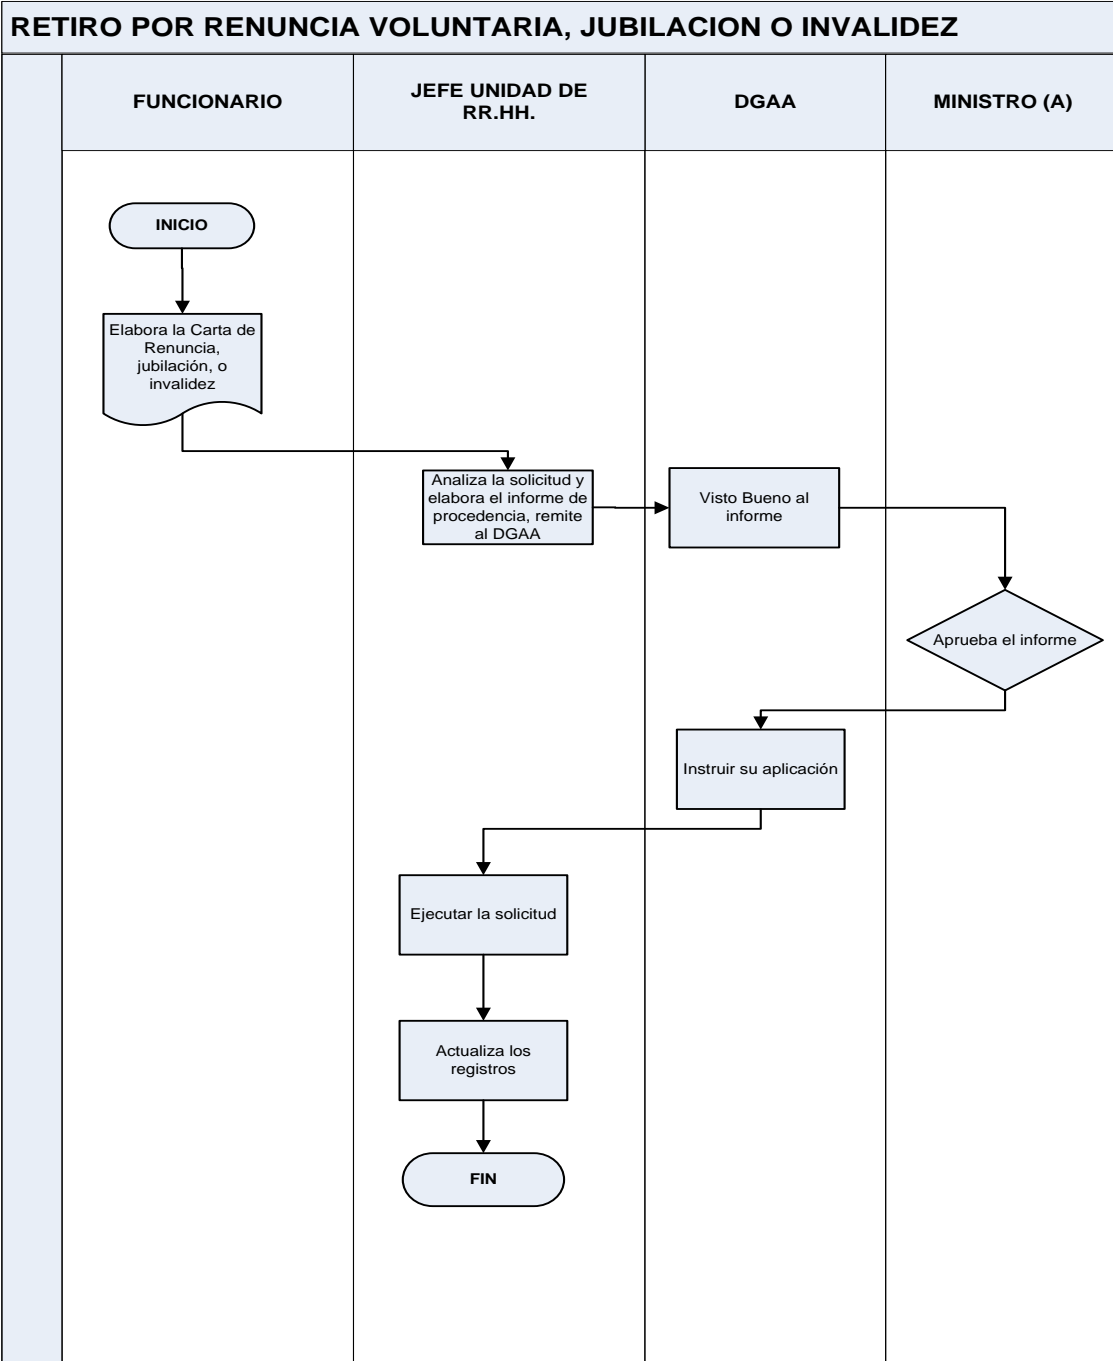 RETIRO POR RENUNCIA VOLUNTARIA, JUBILACION O INVALIDEZ
FUNCIONARIO
JEFE UNIDAD DE
RR.HH.
DGAA
MINISTRO (A)
INICIO
Elabora la Carta de
Renuncia,
jubilación, o
invalidez
Analiza la solicitud y
elabora el informe de
procedencia, remite
al DGAA
Visto Bueno al
informe
Aprueba el informe
Instruir su aplicación
Ejecutar la solicitud
Actualiza los
registros
FIN